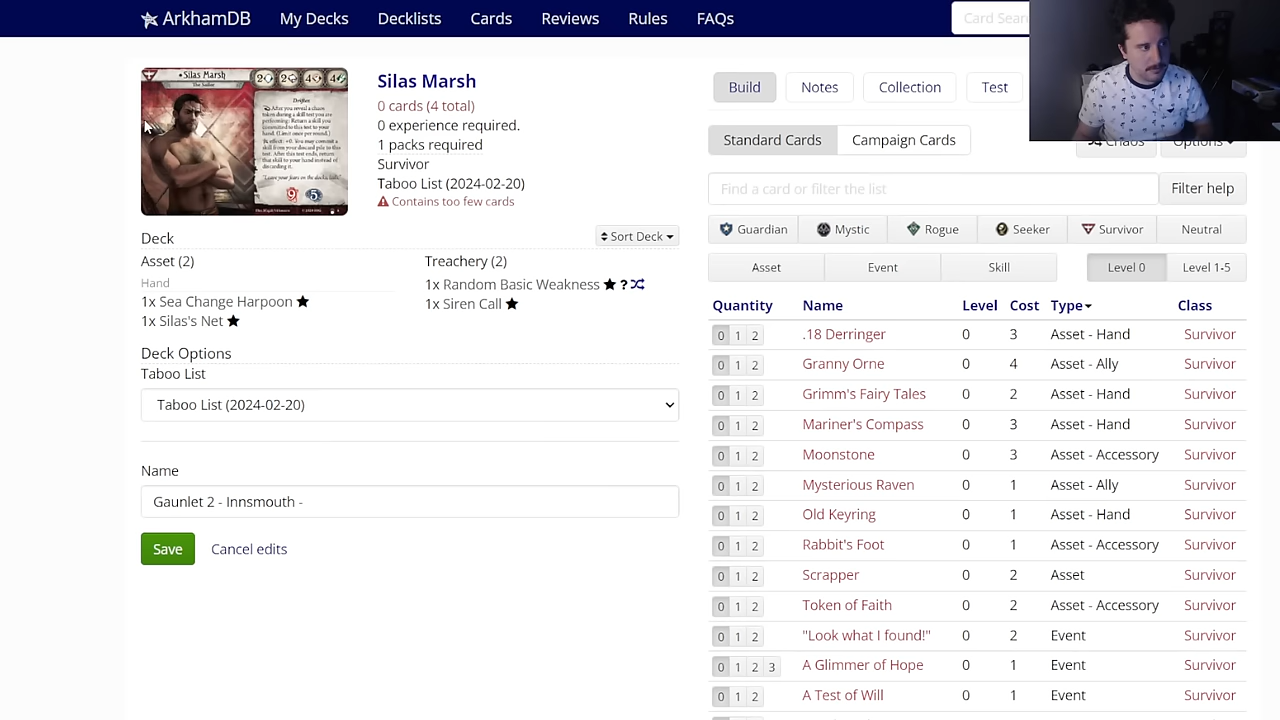 ArkhamDB My Decks Decklists Cards Reviews Rules FAQs
Card Sear
Silas Marsh
The Sailor
Silas Marsh
0 cards (4 total)
0 experience required.
1 packs required
Survivor
Taboo List (2024-02-20)
Contains too few cards
Deck
Sort Deck
Asset (2)
Hand
1x Sea Change Harpoon
1x Silas's Net
Treachery (2)
1x Random Basic Weakness ?
1x Siren Call
Deck Options
Taboo List
Taboo List (2024-02-20)
Name
Gaunlet 2 - Innsmouth -
Save Cancel edits
Build Notes Collection Test
Standard Cards Campaign Cards
Chaos Options
Find a card or filter the list Filter help
Guardian Mystic Rogue Seeker Survivor Neutral
Asset Event Skill Level 0 Level 1-5
Quantity Name Level Cost Type Class
0 1 2 .18 Derringer 0 3 Asset - Hand Survivor
0 1 2 Granny Orne 0 4 Asset - Ally Survivor
0 1 2 Grimm's Fairy Tales 0 2 Asset - Hand Survivor
0 1 2 Mariner's Compass 0 3 Asset - Hand Survivor
0 1 2 Moonstone 0 3 Asset - Accessory Survivor
0 1 2 Mysterious Raven 0 1 Asset - Ally Survivor
0 1 2 Old Keyring 0 1 Asset - Hand Survivor
0 1 2 Rabbit's Foot 0 1 Asset - Accessory Survivor
0 1 2 Scrapper 0 2 Asset Survivor
0 1 2 Token of Faith 0 2 Asset - Accessory Survivor
0 1 2 "Look what I found!" 0 2 Event Survivor
0 1 2 3 A Glimmer of Hope 0 1 Event Survivor
0 1 2 A Test of Will 0 1 Event Survivor